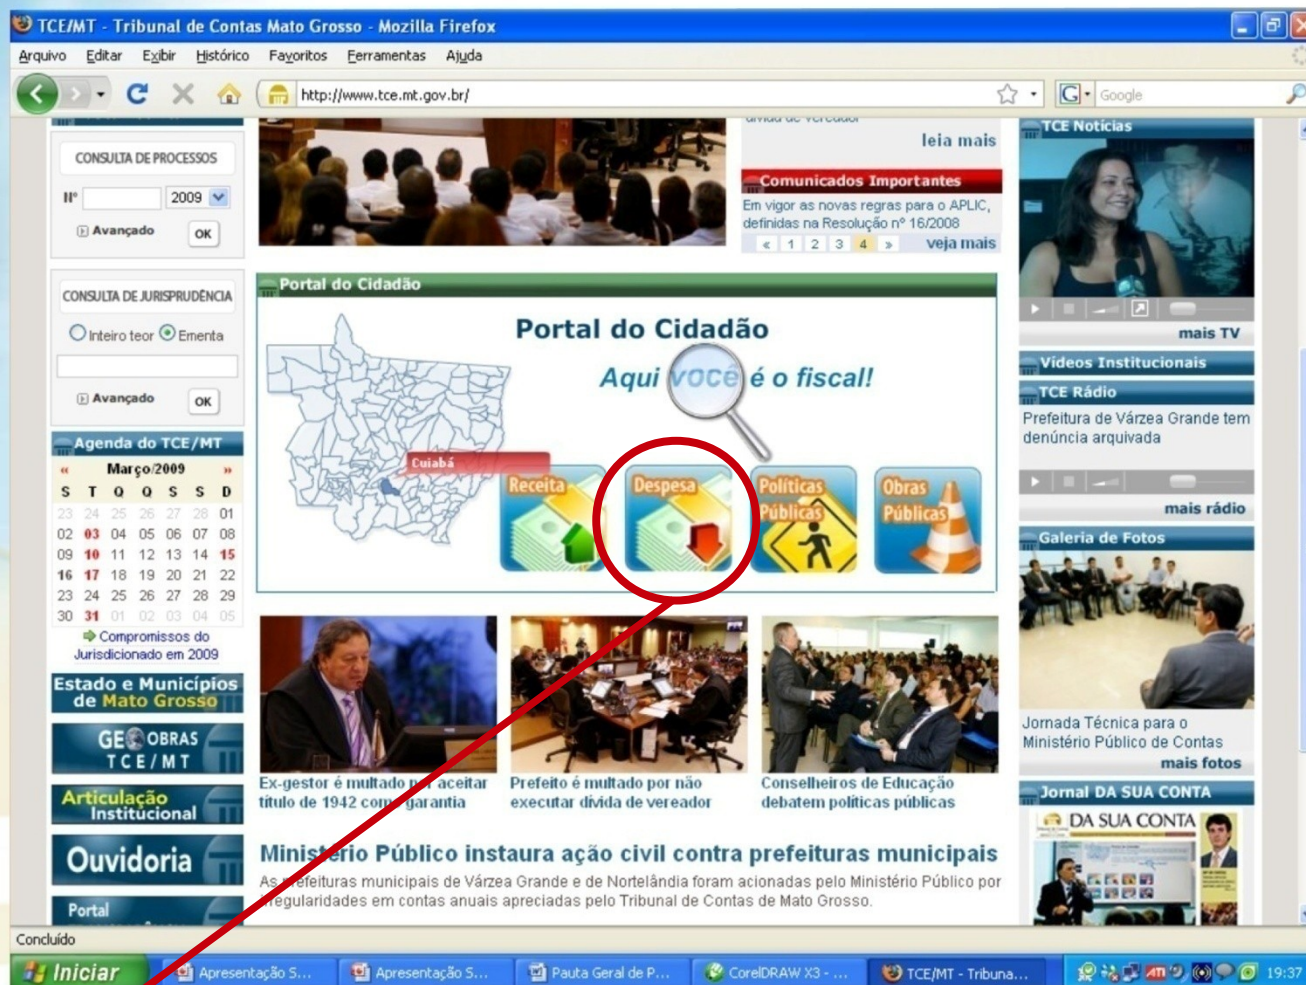 TCE/MT - Tribunal de Contas Mato Grosso - Mozilla Firefox
Arquivo Editar Exibir Histórico Favoritos Ferramentas Ajuda
http://www.tce.mt.gov.br/
Google
CONSULTA DE PROCESSOS
Nº 2009
Avançado OK
CONSULTA DE JURISPRUDÊNCIA
Inteiro teor Ementa
Avançado OK
Agenda do TCE/MT
« Março/2009 »
S T Q Q S S D
23 24 25 26 27 28 01
02 03 04 05 06 07 08
09 10 11 12 13 14 15
16 17 18 19 20 21 22
23 24 25 26 27 28 29
30 31 01 02 03 04 05
Compromissos do
Jurisdicionado em 2009
Estado e Municípios
de Mato Grosso
GEOOBRAS
TCE/MT
Articulação
Institucional
Ouvidoria
Portal
dívida de vereador
leia mais
Comunicados Importantes
Em vigor as novas regras para o APLIC,
definidas na Resolução nº 16/2008
« 1 2 3 4 » veja mais
Portal do Cidadão
Portal do Cidadão
Aqui você é o fiscal!
Cuiabá
Receita
Despesa
Políticas
Públicas
Obras
Públicas
Ex-gestor é multado por aceitar
título de 1942 como garantia
Prefeito é multado por não
executar dívida de vereador
Conselheiros de Educação
debatem políticas públicas
Ministério Público instaura ação civil contra prefeituras municipais
As prefeituras municipais de Várzea Grande e de Nortelândia foram acionadas pelo Ministério Público por
irregularidades em contas anuais apreciadas pelo Tribunal de Contas de Mato Grosso.
TCE Notícias
mais TV
Vídeos Institucionais
TCE Rádio
Prefeitura de Várzea Grande tem
denúncia arquivada
mais rádio
Galeria de Fotos
Jornada Técnica para o
Ministério Público de Contas
mais fotos
Jornal DA SUA CONTA
DA SUA CONTA
Concluído
Iniciar
Apresentação S...
Apresentação S...
Pauta Geral de P...
CorelDRAW X3 - ...
TCE/MT - Tribuna...
ATI
19:37